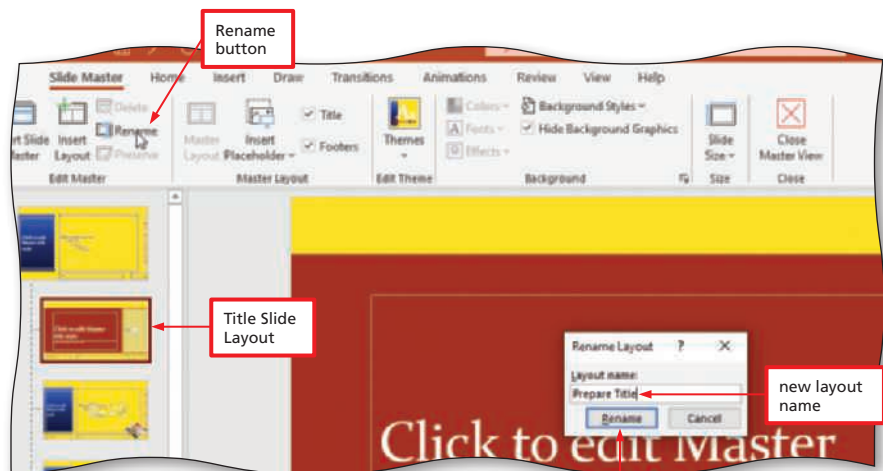 Rename
button
Slide Master Home Insert Draw Transitions Animations Review View Help
Delete
Rename
Preserve
Insert
Layout
Edit Master
Master
Layout
Insert
Placeholder
Title
Footers
Master Layout
Themes
Edit Theme
Colors
Fonts
Effects
Background Styles
Hide Background Graphics
Background
Slide
Size
Size
Close
Master View
Close
Title Slide
Layout
Rename Layout ? X
Layout name:
Prepare Title
Rename Cancel
new layout
name
Click to edit Master